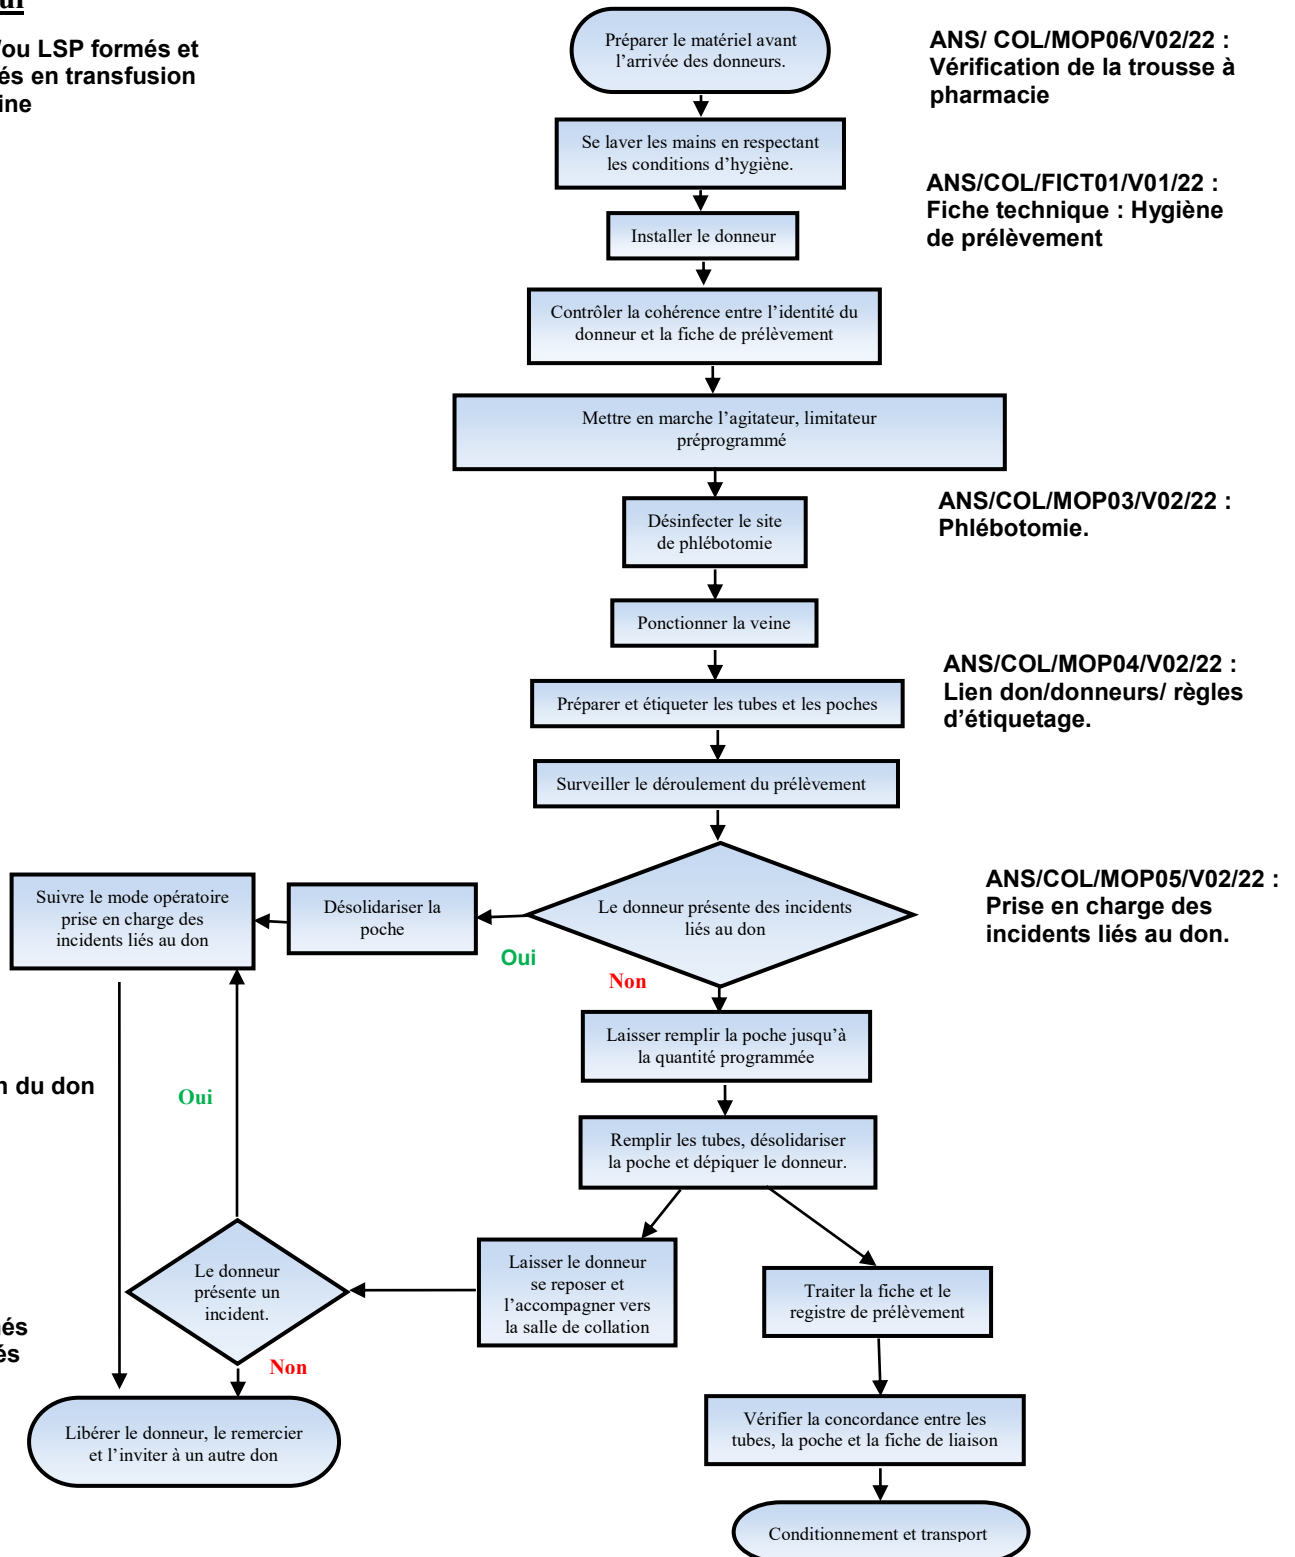 /ou LSP formés et
és en transfusion
ine
Préparer le matériel avant
l’arrivée des donneurs.
ANS/ COL/MOP06/V02/22 :
Vérification de la trousse à
pharmacie
Se laver les mains en respectant
les conditions d’hygiène.
ANS/COL/FICT01/V01/22 :
Fiche technique : Hygiène
de prélèvement
Installer le donneur
Contrôler la cohérence entre l’identité du
donneur et la fiche de prélèvement
Mettre en marche l’agitateur, limitateur
préprogrammé
Désinfecter le site
de phlébotomie
ANS/COL/MOP03/V02/22 :
Phlébotomie.
Ponctionner la veine
ANS/COL/MOP04/V02/22 :
Lien don/donneurs/ règles
d’étiquetage.
Préparer et étiqueter les tubes et les poches
Surveiller le déroulement du prélèvement
Le donneur présente des incidents
liés au don
ANS/COL/MOP05/V02/22 :
Prise en charge des
incidents liés au don.
Désolidariser la
poche
Suivre le mode opératoire
prise en charge des
incidents liés au don
Oui
Non
Laisser remplir la poche jusqu’à
la quantité programmée
n du don
Oui
Remplir les tubes, désolidariser
la poche et dépiquer le donneur.
Laisser le donneur
se reposer et
l’accompagner vers
la salle de collation
Le donneur
présente un
incident.
Traiter la fiche et le
registre de prélèvement
és
és
Non
Libérer le donneur, le remercier
et l’inviter à un autre don
Vérifier la concordance entre les
tubes, la poche et la fiche de liaison
Conditionnement et transport